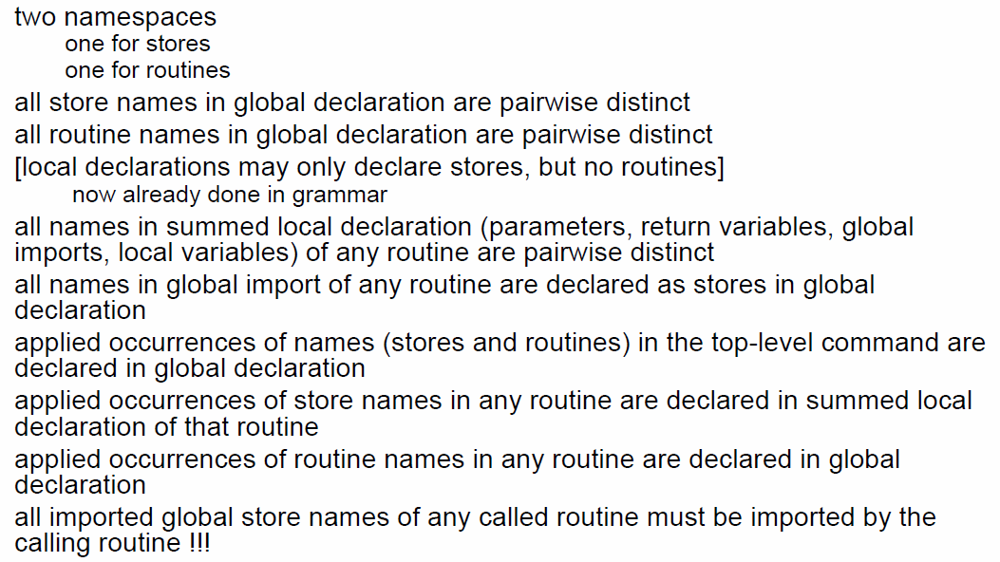 two namespaces
one for stores
one for routines
all store names in global declaration are pairwise distinct
all routine names in global declaration are pairwise distinct
[local declarations may only declare stores, but no routines]
now already done in grammar
all names in summed local declaration (parameters, return variables, global
imports, local variables) of any routine are pairwise distinct
all names in global import of any routine are declared as stores in global
declaration
applied occurrences of names (stores and routines) in the top-level command are
declared in global declaration
applied occurrences of store names in any routine are declared in summed local
declaration of that routine
applied occurrences of routine names in any routine are declared in global
declaration
all imported global store names of any called routine must be imported by the
calling routine !!!